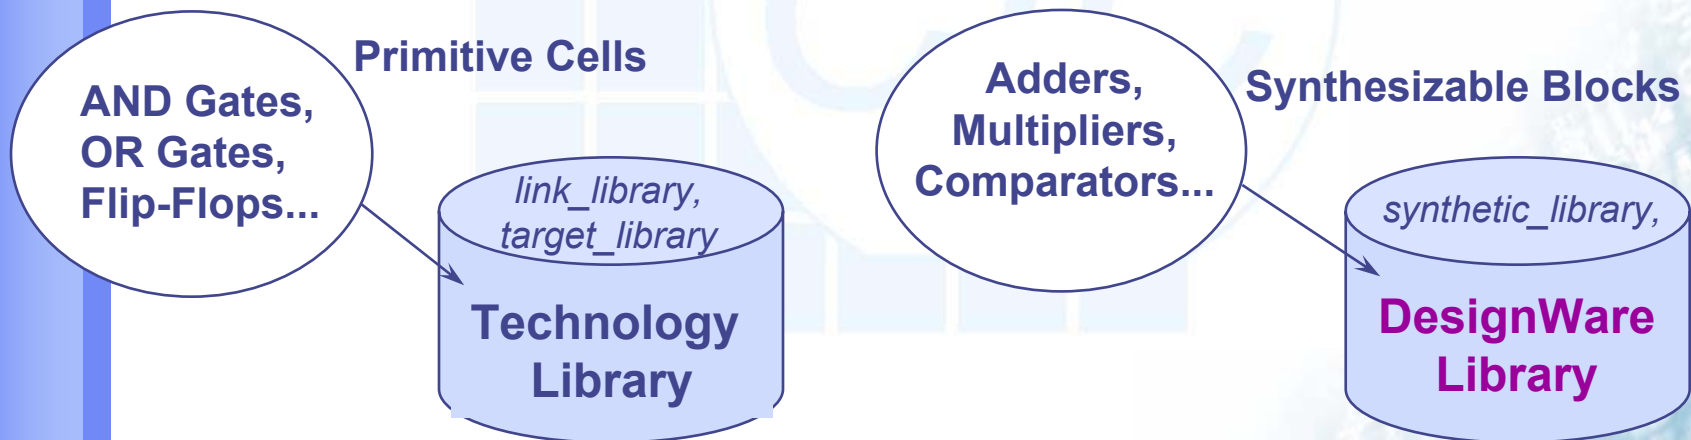 Primitive Cells
AND Gates,
OR Gates,
Flip-Flops...
link_library,
target_library
Technology
Library
Adders,
Multipliers,
Comparators...
Synthesizable Blocks
synthetic_library,
DesignWare
Library